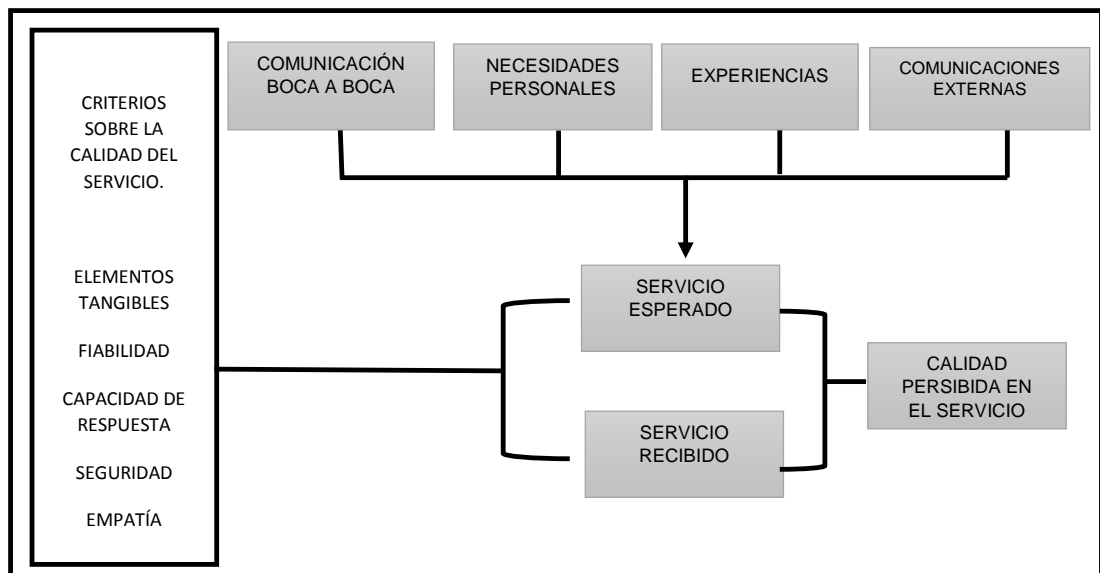 CRITERIOS
SOBRE LA
CALIDAD DEL
SERVICIO.
ELEMENTOS
TANGIBLES
FIABILIDAD
CAPACIDAD DE
RESPUESTA
SEGURIDAD
EMPATÍA
COMUNICACIÓN
BOCA A BOCA
NECESIDADES
PERSONALES
EXPERIENCIAS
COMUNICACIONES
EXTERNAS
SERVICIO
ESPERADO
SERVICIO
RECIBIDO
CALIDAD
PERSIBIDA EN
EL SERVICIO